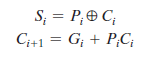 Sᵢ = Pᵢ ⊕ Cᵢ
Cᵢ₊₁ = Gᵢ + PᵢCᵢ